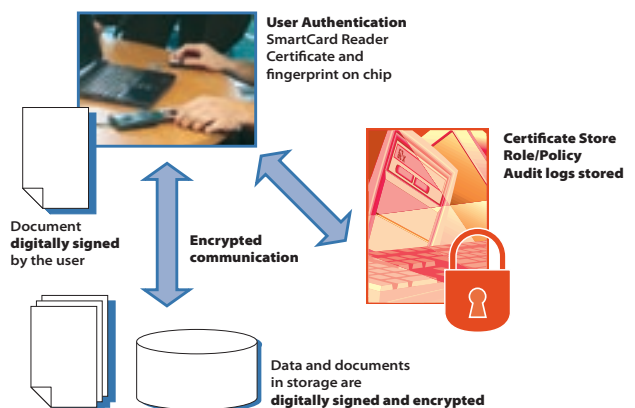 User Authentication
SmartCard Reader
Certificate and
fingerprint on chip
Certificate Store
Role/Policy
Audit logs stored
Document
digitally signed
by the user
Encrypted
communication
Data and documents
in storage are
digitally signed and encrypted